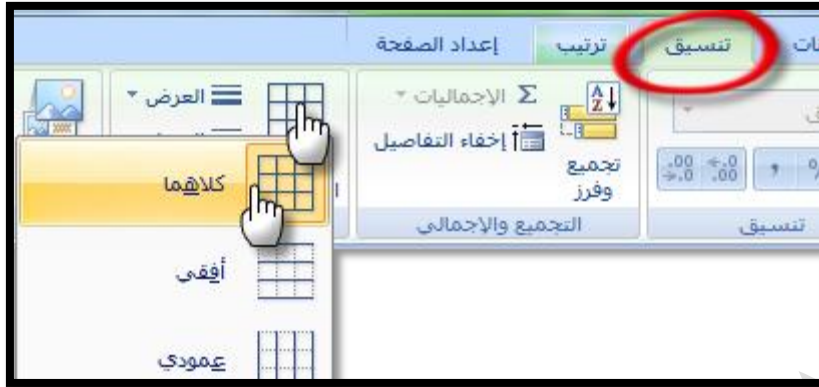 تنسيق ترتيب إعداد الصفحة
الإجماليات
إخفاء التفاصيل
تجميع
وفرز
العرض
تنسيق
التجميع والإجمالي
كلاهما
أفقي
عمودي